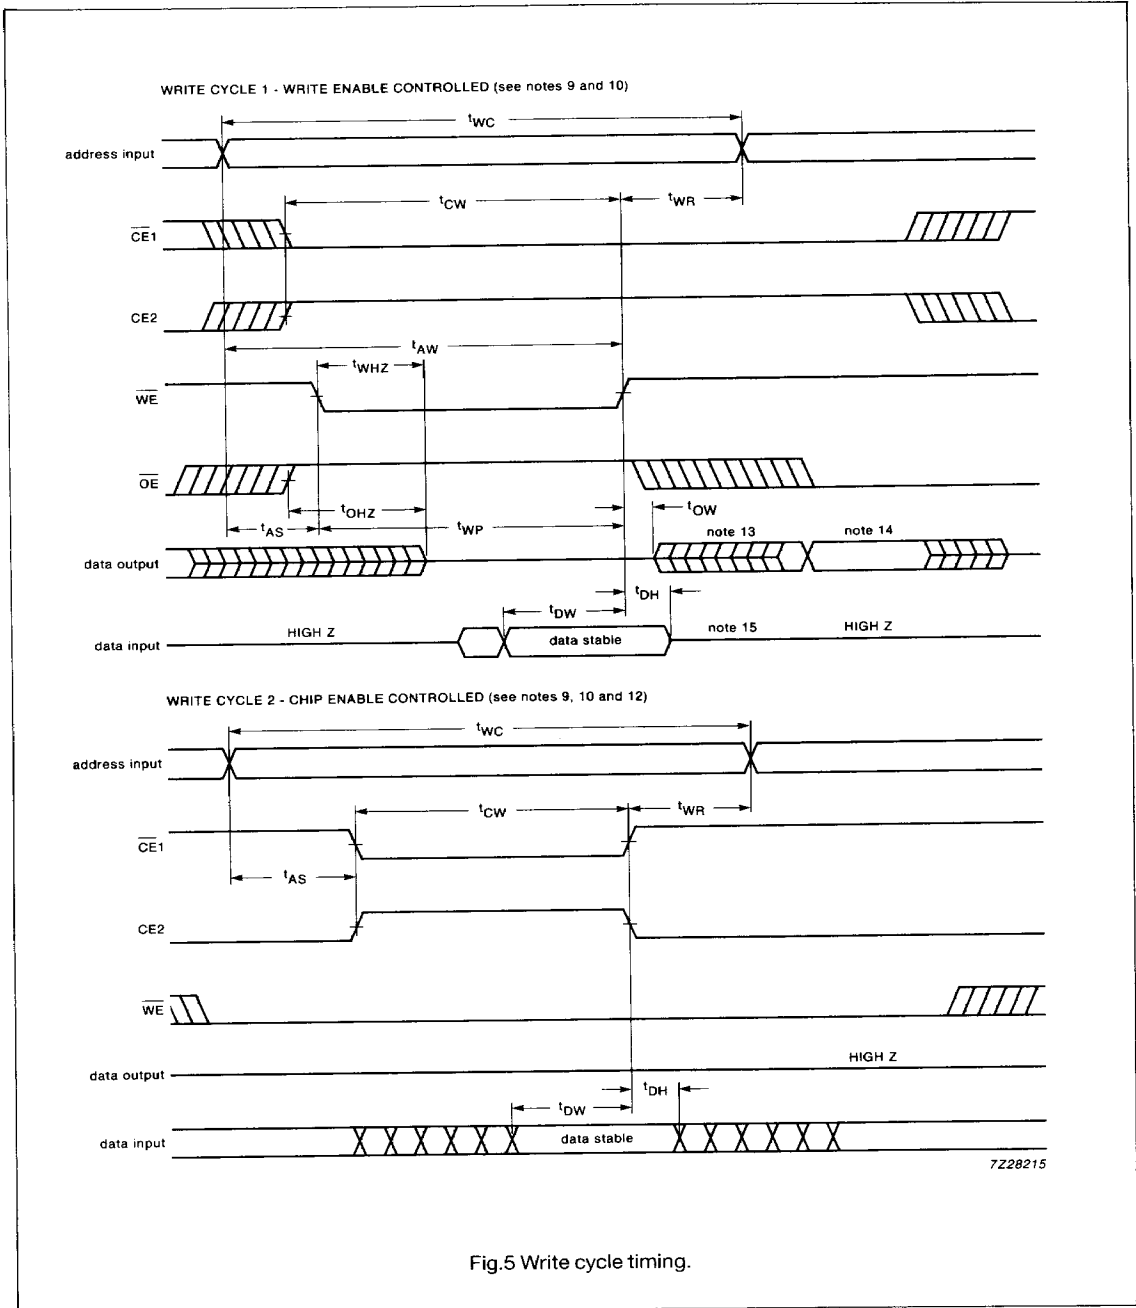 WRITE CYCLE 1 - WRITE ENABLE CONTROLLED (see notes 9 and 10)
tWC
address input
tCW
tWR
CE1
CE2
tAW
tWHZ
WE
OE
tOHZ
tOW
tAS
tWP
note 13
note 14
data output
tDH
tDW
HIGH Z
data stable
note 15
HIGH Z
data input
WRITE CYCLE 2 - CHIP ENABLE CONTROLLED (see notes 9, 10 and 12)
tWC
address input
tCW
tWR
CE1
tAS
CE2
WE
HIGH Z
data output
tDH
tDW
data input
data stable
7Z28215
Fig.5 Write cycle timing.